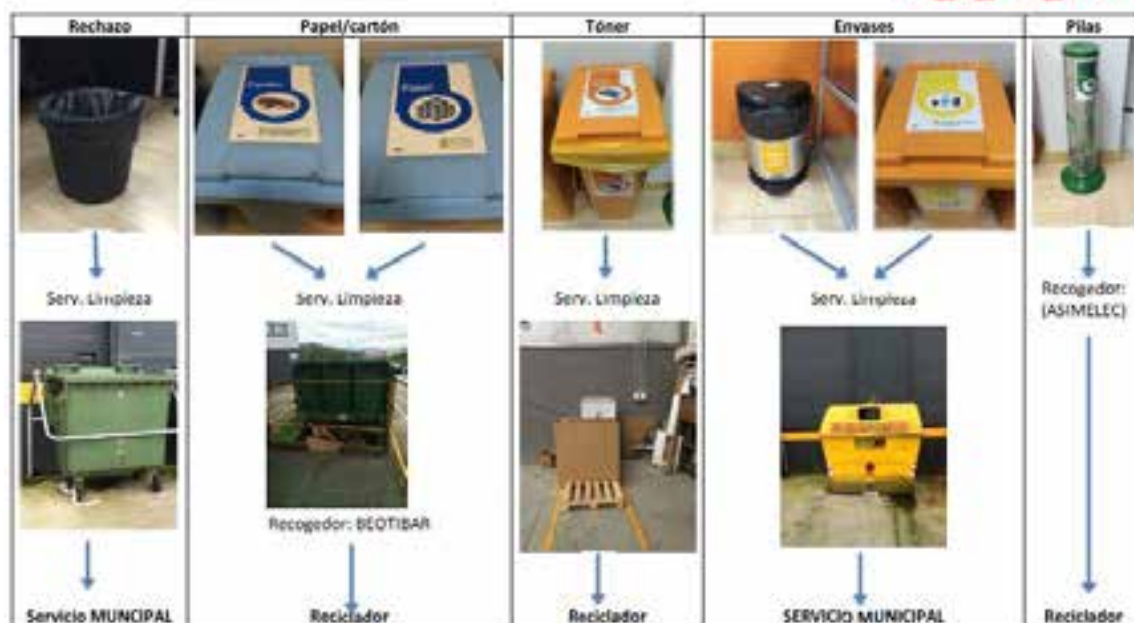 Rechazo
Papel/cartón
Tóner
Envases
Pilas
Papel
Serv. Limpieza
Serv. Limpieza
Serv. Limpieza
Serv. Limpieza
Recogedor:
(ASIMELEC)
Recogedor: BEOTIBAR
Servicio MUNCIPAL
Reciclador
Reciclador
SERVICIO MUNICIPAL
Reciclador